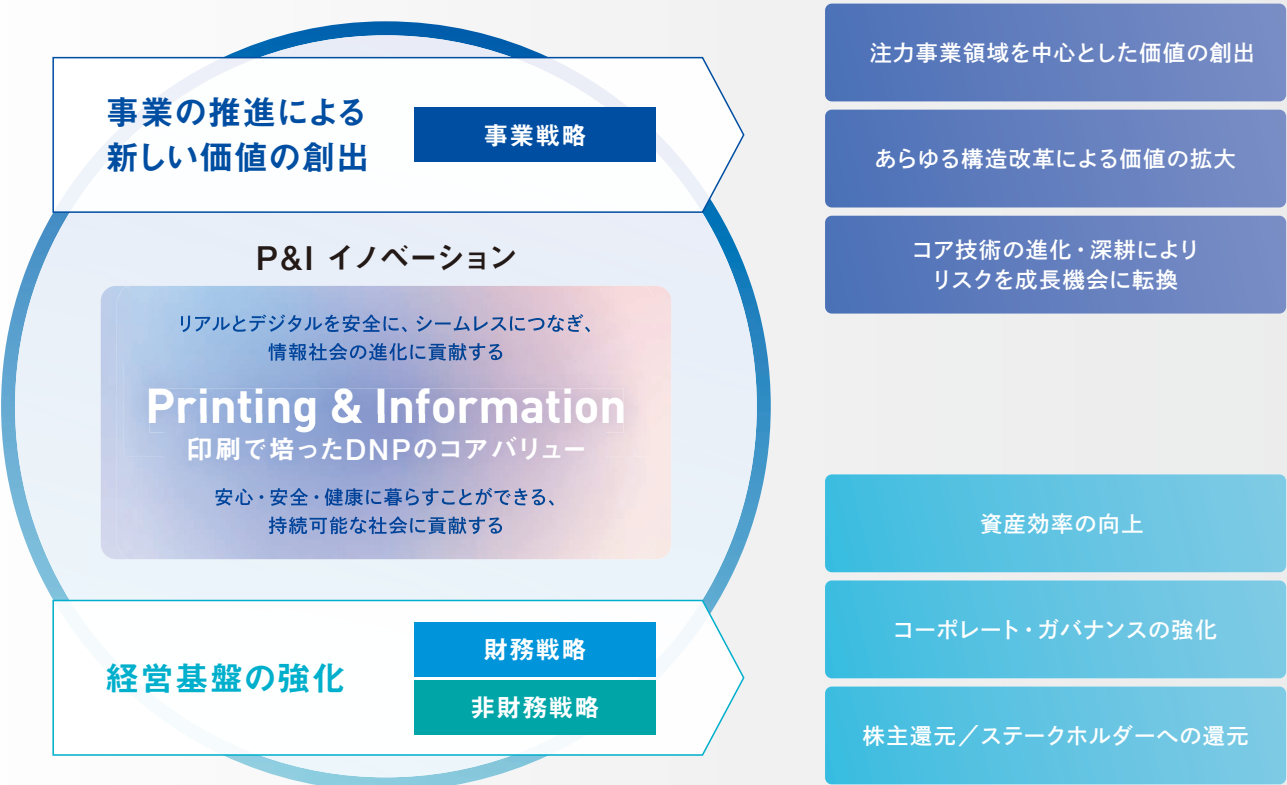 事業の推進による
新しい価値の創出
事業戦略
P&I イノベーション
リアルとデジタルを安全に、シームレスにつなぎ、
情報社会の進化に貢献する
Printing & Information
印刷で培ったDNPのコアバリュー
安心・安全・健康に暮らすことができる、
持続可能な社会に貢献する
経営基盤の強化
財務戦略
非財務戦略
注力事業領域を中心とした価値の創出
あらゆる構造改革による価値の拡大
コア技術の進化・深耕により
リスクを成長機会に転換
資産効率の向上
コーポレート・ガバナンスの強化
株主還元／ステークホルダーへの還元